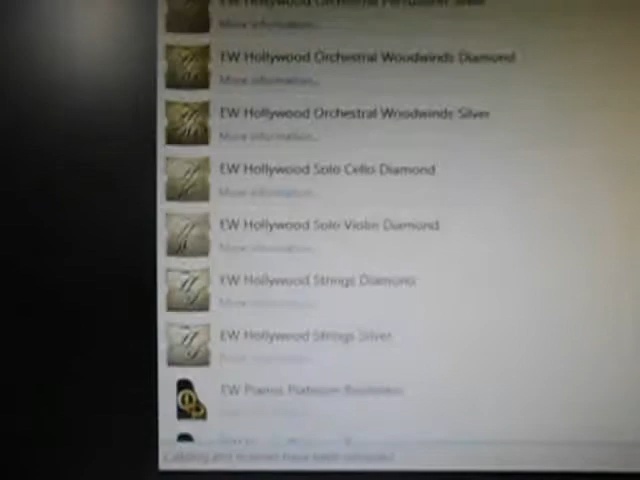 EW Hollywood Orchestral Percussion Silver
More information...
EW Hollywood Orchestral Woodwinds Diamond
More information...
EW Hollywood Orchestral Woodwinds Silver
More information...
EW Hollywood Solo Cello Diamond
More information...
EW Hollywood Solo Violin Diamond
More information...
EW Hollywood Strings Diamond
More information...
EW Hollywood Strings Silver
More information...
EW Pianos Platinum